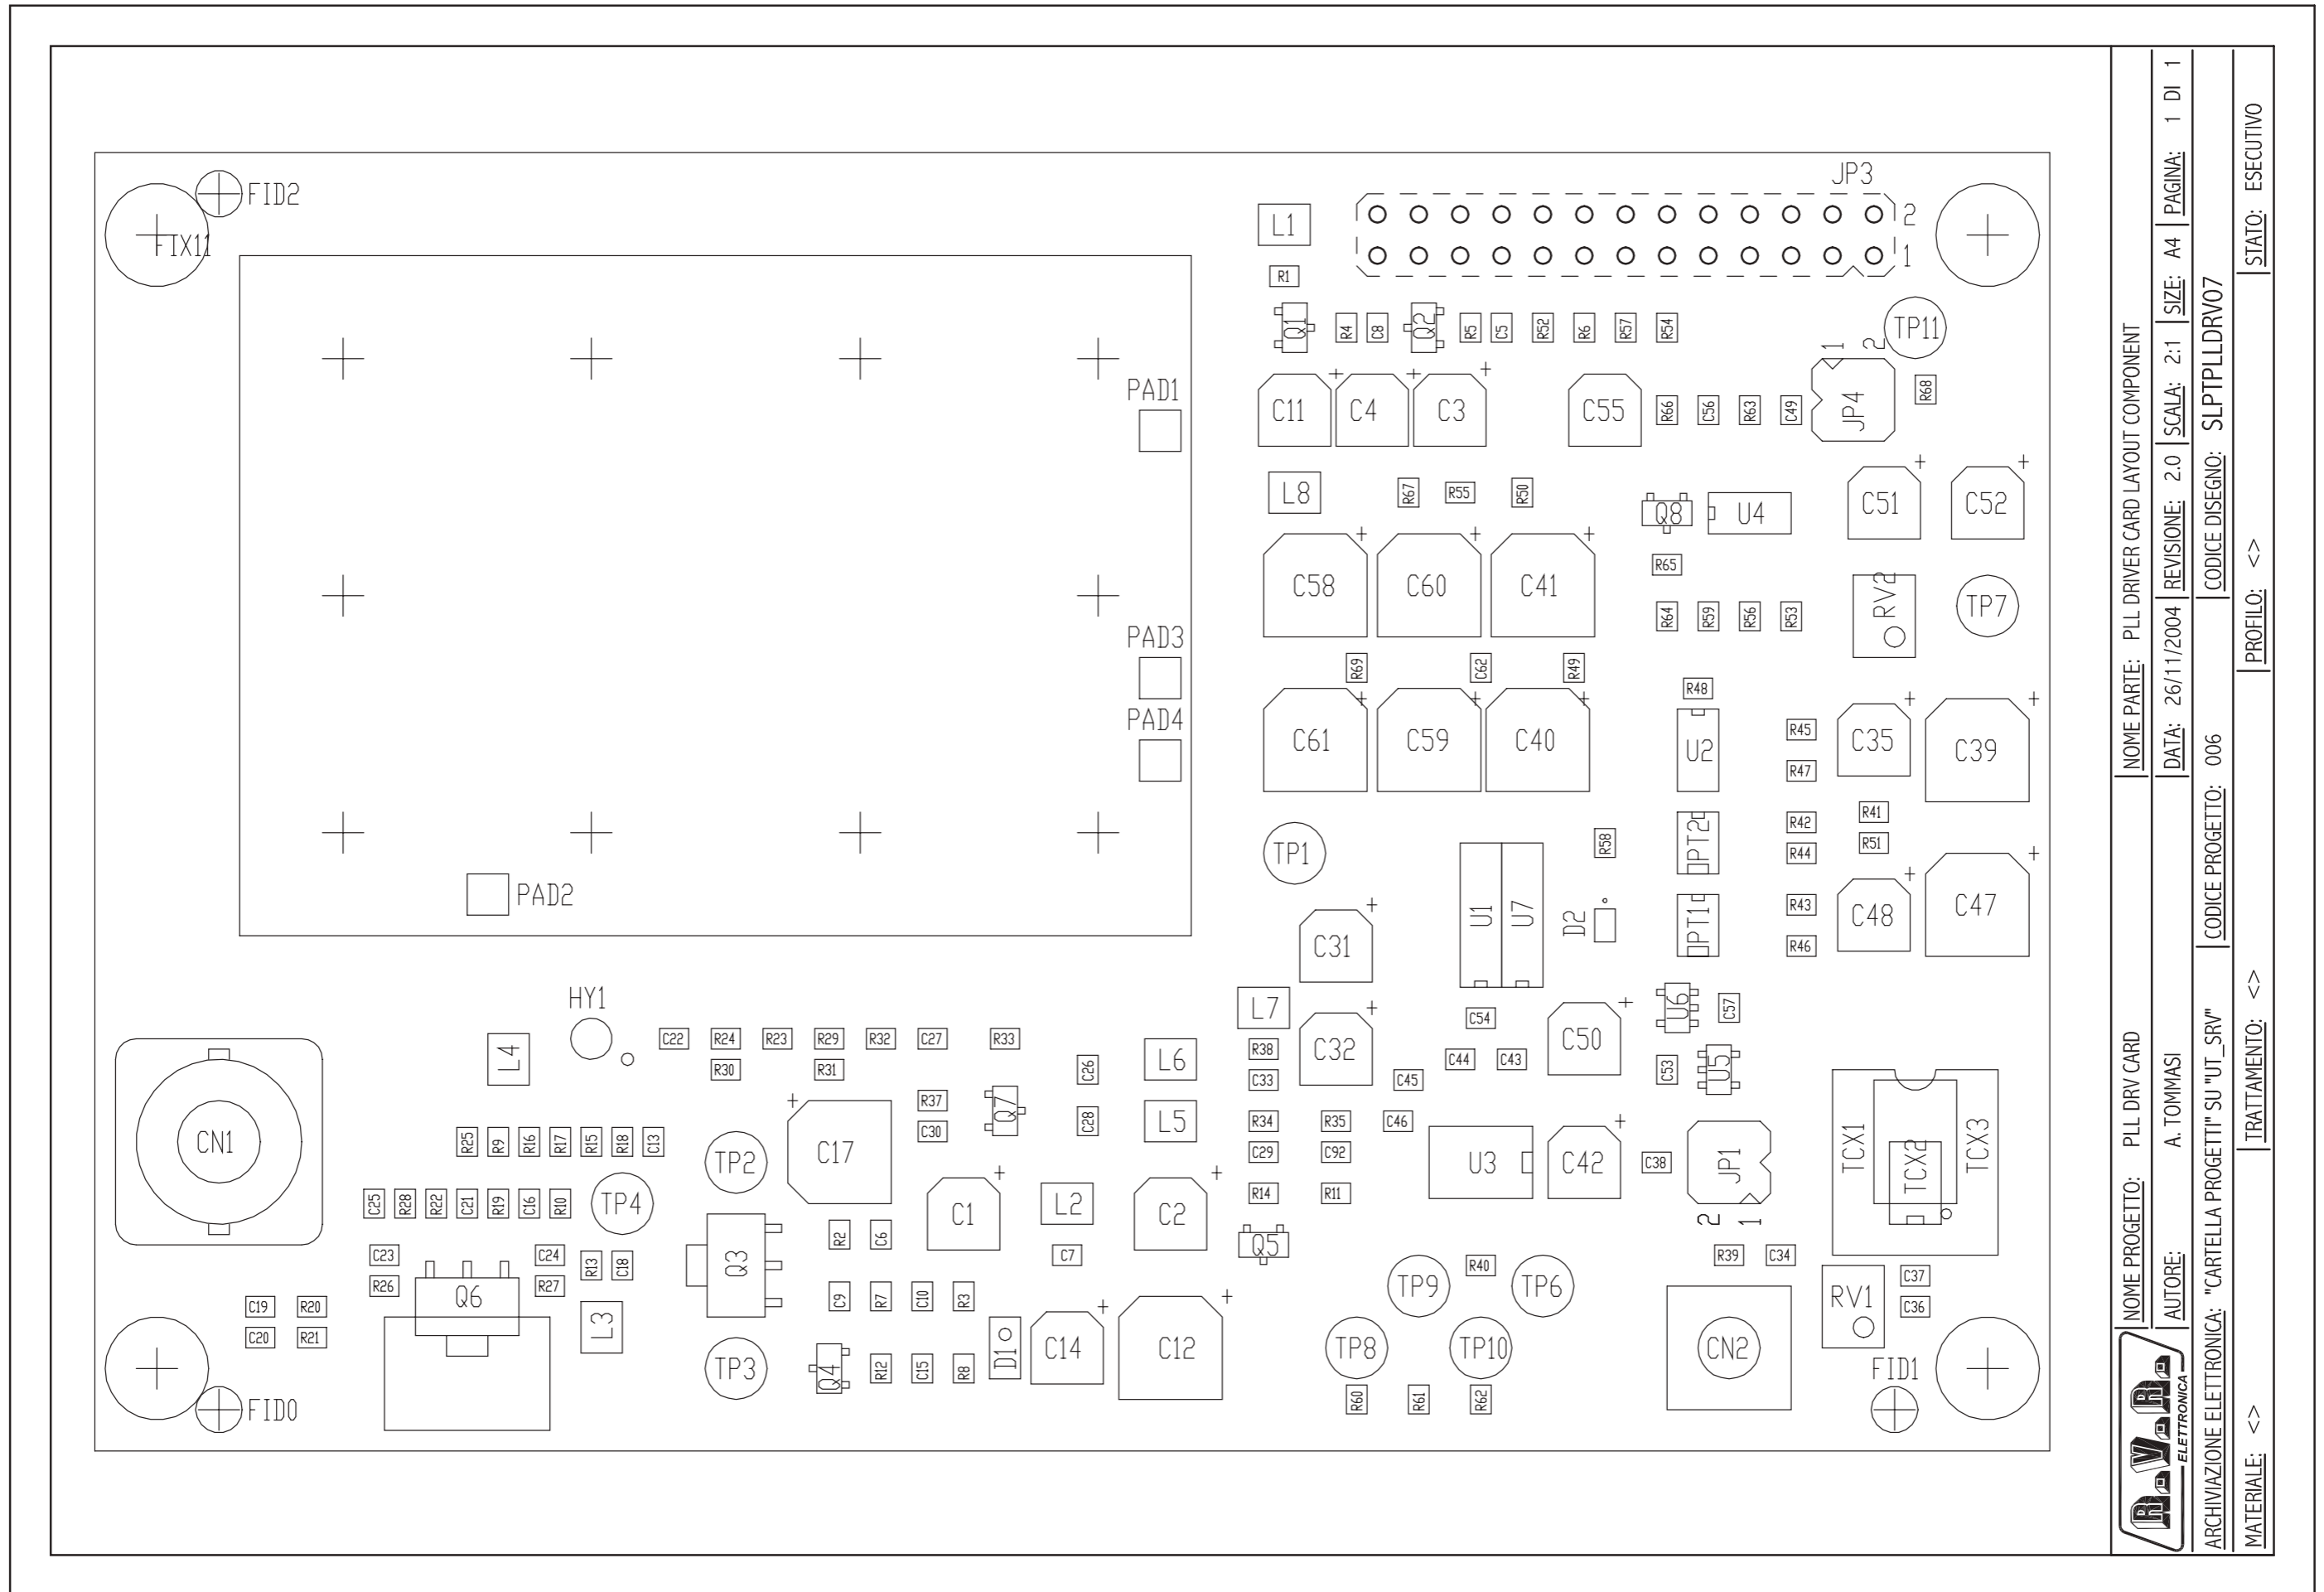 FID2
FIX11
JP3
L1
2
1
R1
Q1
R4
C8
Q2
R5
C5
R52
R6
R57
R54
TP11
1
2
PAD1
C11
C4
C3
C55
R66
C56
R63
C49
JP4
R68
L8
R67
R55
R50
Q8
U4
C51
C52
C58
C60
C41
R65
R64
R59
R56
R53
RV2
TP7
PAD3
R69
C62
R49
R48
PAD4
C61
C59
C40
U2
R45
R47
C35
C39
TP1
R58
OPT2
R42
R44
R41
R51
PAD2
C31
U1
U7
D2
OPT1
R43
R46
C48
C47
HY1
L4
C22
R24
R23
R29
R32
C27
R33
R30
R31
L7
C32
C54
C50
U6
C57
R38
C33
C44
C43
C45
C53
U5
C26
L6
R37
C30
Q7
C28
L5
R34
R35
C46
C29
C92
R14
R11
U3
C42
C38
JP1
2
1
TCX1
TCX2
TCX3
CN1
R25
R9
R16
R17
R15
R18
C13
TP2
C17
C25
R28
R22
C21
R19
C16
R10
TP4
C1
L2
C2
C7
Q5
C23
R26
Q6
C24
R27
R13
C18
Q3
R2
C6
C9
R7
C10
R3
TP9
R40
TP6
R39
C34
RV1
C37
C36
C19
R20
C20
R21
L3
TP3
Q4
R12
C15
R8
D1
C14
C12
TP8
TP10
CN2
FID1
R60
R61
R62
FID0
R.V.R.
ELETTRONICA
NOME PROGETTO: PLL DRV CARD
NOME PARTE: PLL DRIVER CARD LAYOUT COMPONENT
AUTORE: A. TOMMASI
DATA: 26/11/2004 REVISIONE: 2.0 SCALA: 2:1 SIZE: A4 PAGINA: 1 DI 1
ARCHIVIAZIONE ELETTRONICA: "CARTELLA PROGETTI" SU "UT_SRV"
CODICE PROGETTO: 006
CODICE DISEGNO: SLPTPLLDRV07
MATERIALE: <>
TRATTAMENTO: <>
PROFILO: <>
STATO: ESECUTIVO